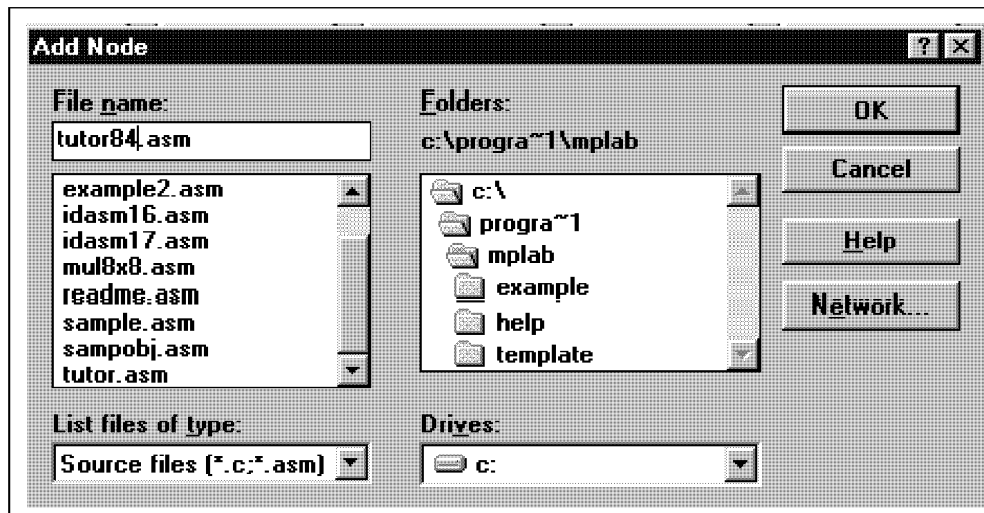 Add Node
File name:
tutor84.asm
example2.asm
idasm16.asm
idasm17.asm
mul8x8.asm
readme.asm
sample.asm
sampobj.asm
tutor.asm
List files of type:
Source files (*.c;*.asm)
Folders:
c:\progra~1\mplab
c:\
progra~1
mplab
example
help
template
Drives:
c:
OK
Cancel
Help
Network...